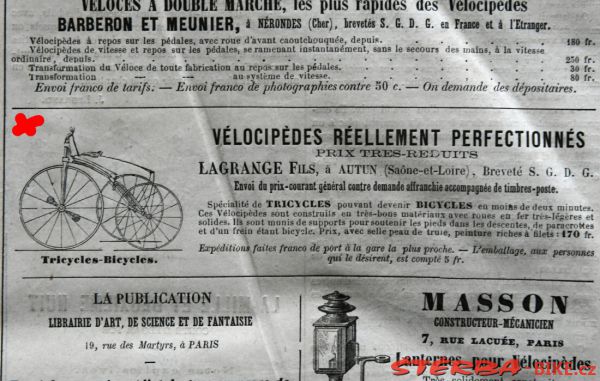 VÉLOCES A DOUBLE MARCHE, les plus rapides des Vélocipèdes
BARBERON ET MEUNIER, à NÉRONDES (Cher), brevetés S. G. D. G. en France et à l'Etranger.
Vélocipèdes à repos sur les pédales, avec roue d'avant caoutchouquée, depuis. 180 fr.
Vélocipèdes de vitesse et repos sur les pédales, se ramenant instantanément, sans le secours des mains, à la vitesse
ordinaire, depuis. 250 fr.
Transformation du Véloce de toute fabrication au repos sur les pédales. 30 fr.
Transformation — — au système de vitesse. 80 fr.
Envoi franco de tarifs: — Envoi franco de photographies contre 50 c. — On demande des dépositaires.
VÉLOCIPÈDES RÉELLEMENT PERFECTIONNÉS
PRIX TRES-REDUITS
LAGRANGE FILS, à AUTUN (Saône-et-Loire), Breveté S. G. D. G.
Envoi du prix-courant général contre demande affranchie accompagnée de timbres-poste.
Spécialité de TRICYCLES pouvant devenir BICYCLES en moins de deux minutes.
Ces Vélocipèdes sont construits en très-bons matériaux avec roues en fer très-légères et
solides. Ils sont munis de supports pour soutenir les pieds dans les descentes, de paracrottes
et d'un frein étant bicycle. Prix, avec selle peau de truie, peinture riches à filets: 170 fr.
Expéditions faites franco de port à la gare la plus proche. — L'emballage, aux personnes
qui le désirent, est compté 5 fr.
Tricycles-Bicycles.
LA PUBLICATION
LIBRAIRIE D'ART, DE SCIENCE ET DE FANTAISIE
19, rue des Martyrs, à PARIS
MASSON
CONSTRUCTEUR-MÉCANICIEN
7, RUE LACUÉE, PARIS
Lanternes pour Vélocipèdes
STERBA BIKE.cz